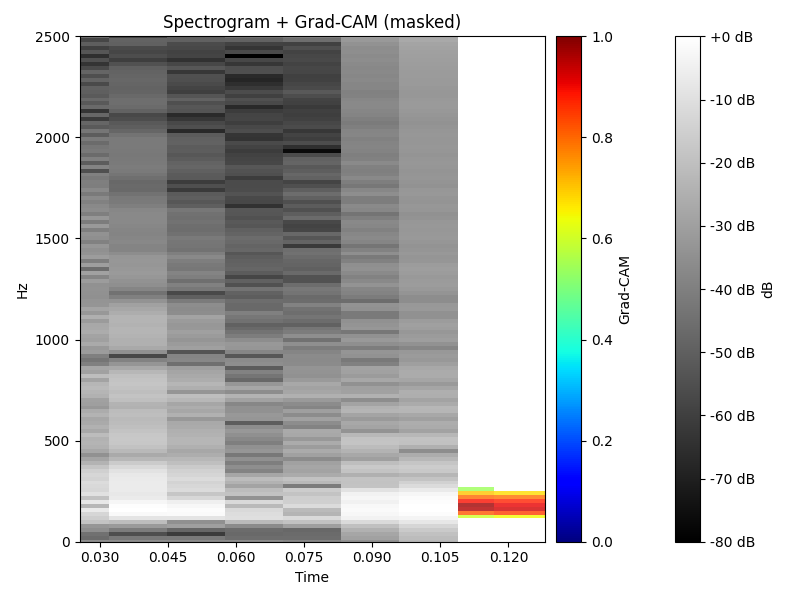 Spectrogram + Grad-CAM (masked)
2500
2000
1500
1000
500
0
Hz
0.030
0.045
0.060
0.075
0.090
0.105
0.120
Time
1.0
0.8
0.6
0.4
0.2
0.0
Grad-CAM
+0 dB
-10 dB
-20 dB
-30 dB
-40 dB
-50 dB
-60 dB
-70 dB
-80 dB
dB